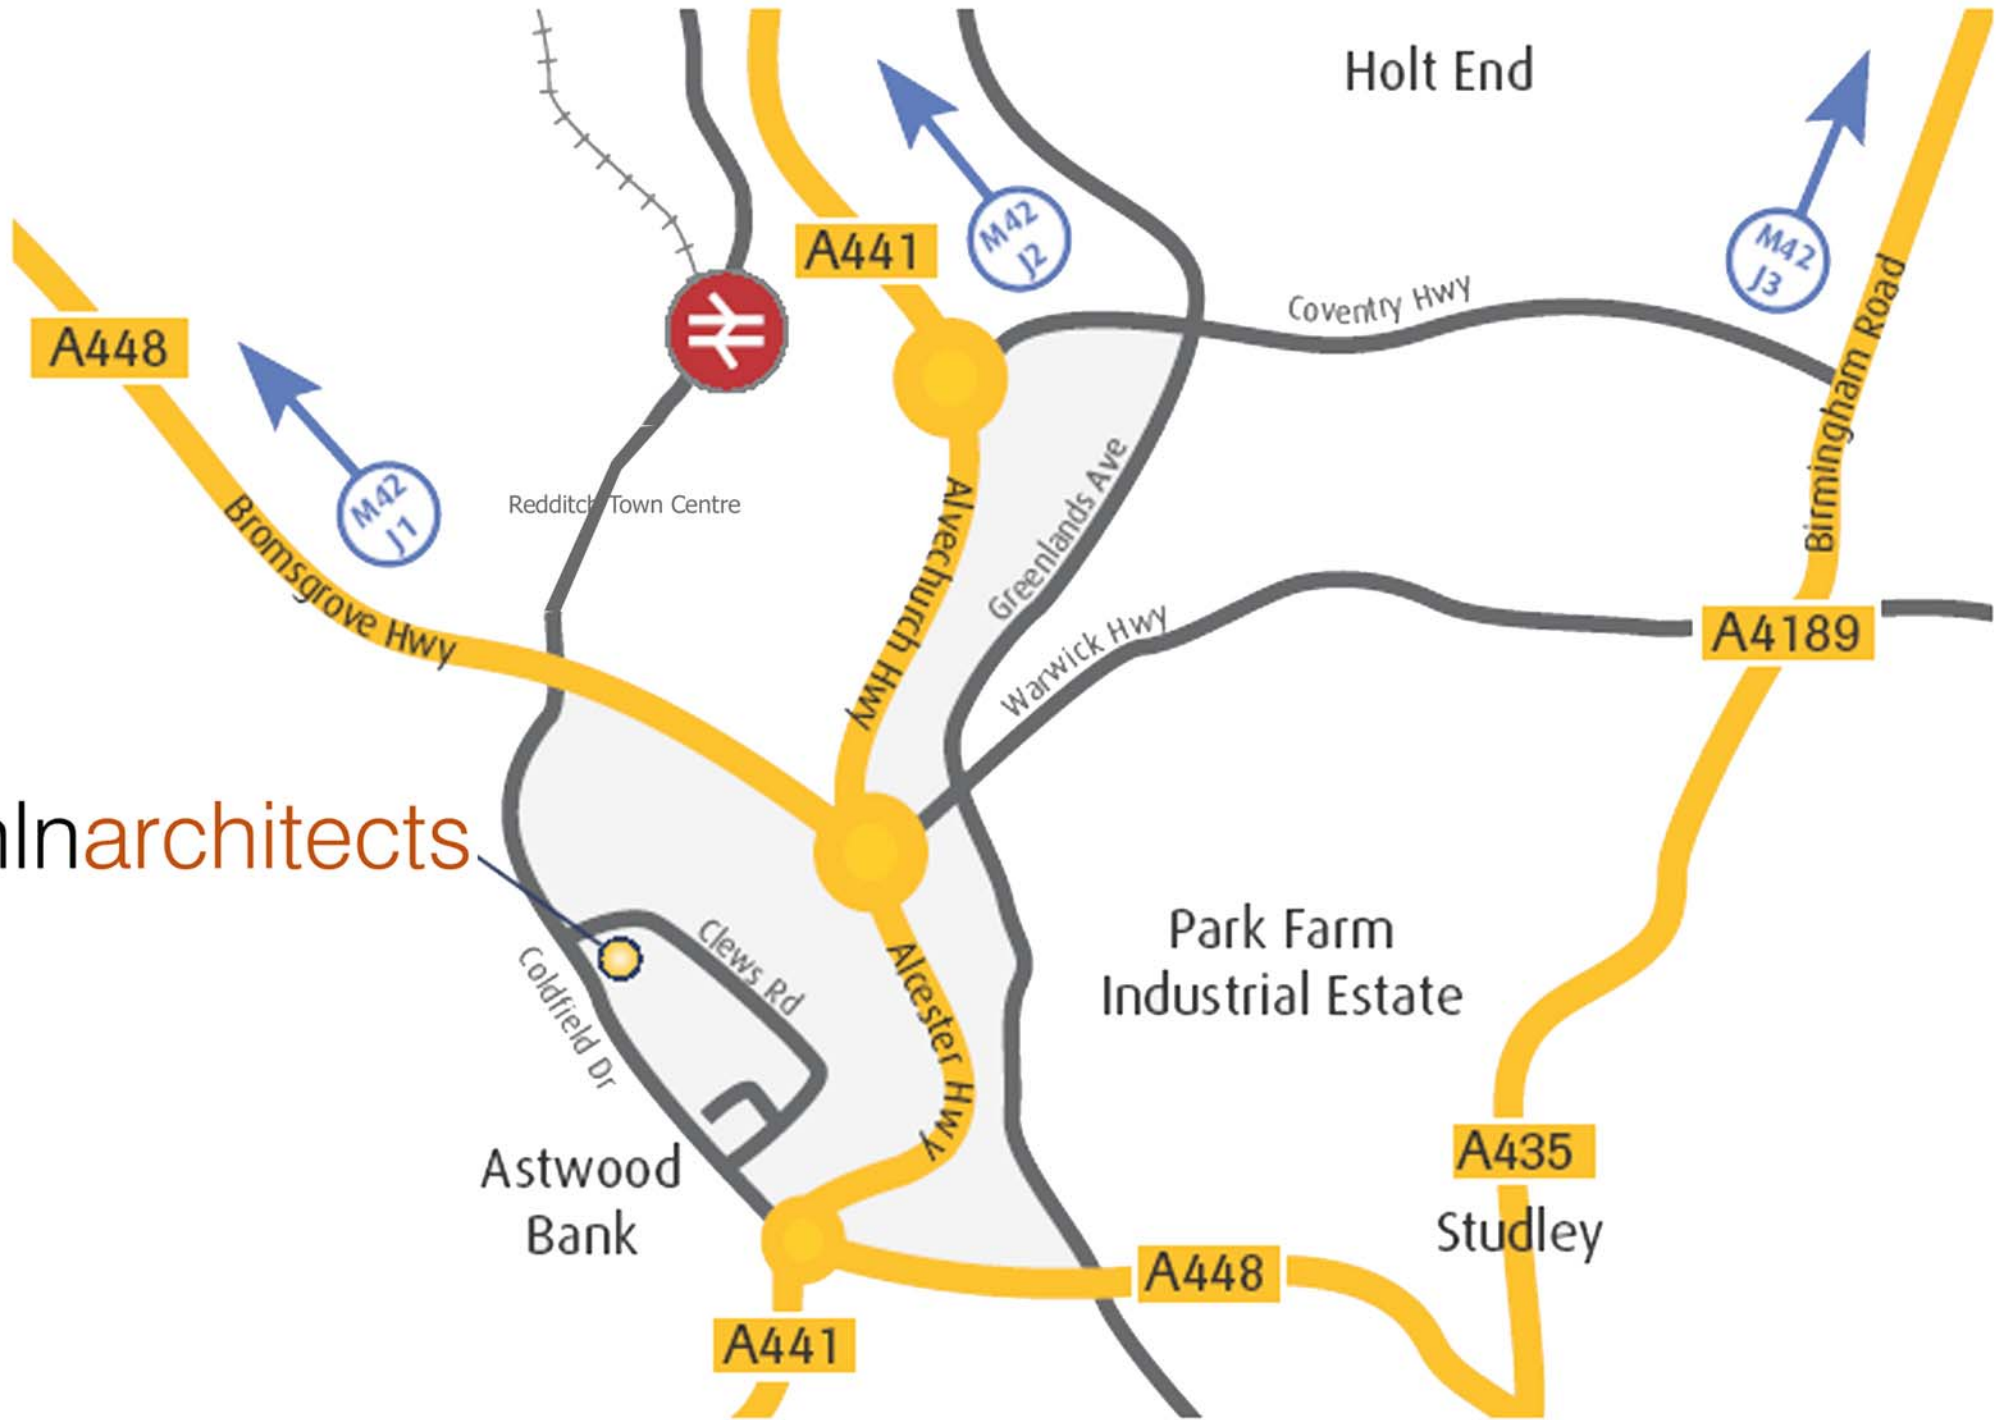 Holt End
A441
M42
J2
M42
J3
A448
Coventry Hwy
Birmingham Road
M42
J1
Redditch Town Centre
Bromsgrove Hwy
Alvechurch Hwy
Greenlands Ave
Warwick Hwy
A4189
architects
Clews Rd
Coldfield Dr
Alcester Hwy
Park Farm
Industrial Estate
Astwood
Bank
A435
Studley
A448
A441